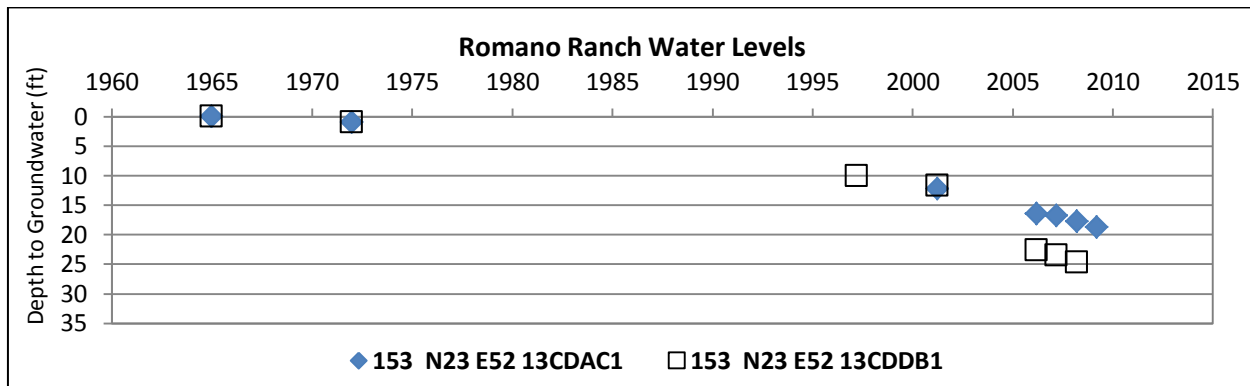 Romano Ranch Water Levels
1960 1965 1970 1975 1980 1985 1990 1995 2000 2005 2010 2015
Depth to Groundwater (ft)
0
5
10
15
20
25
30
35
153 N23 E52 13CDAC1 153 N23 E52 13CDDB1